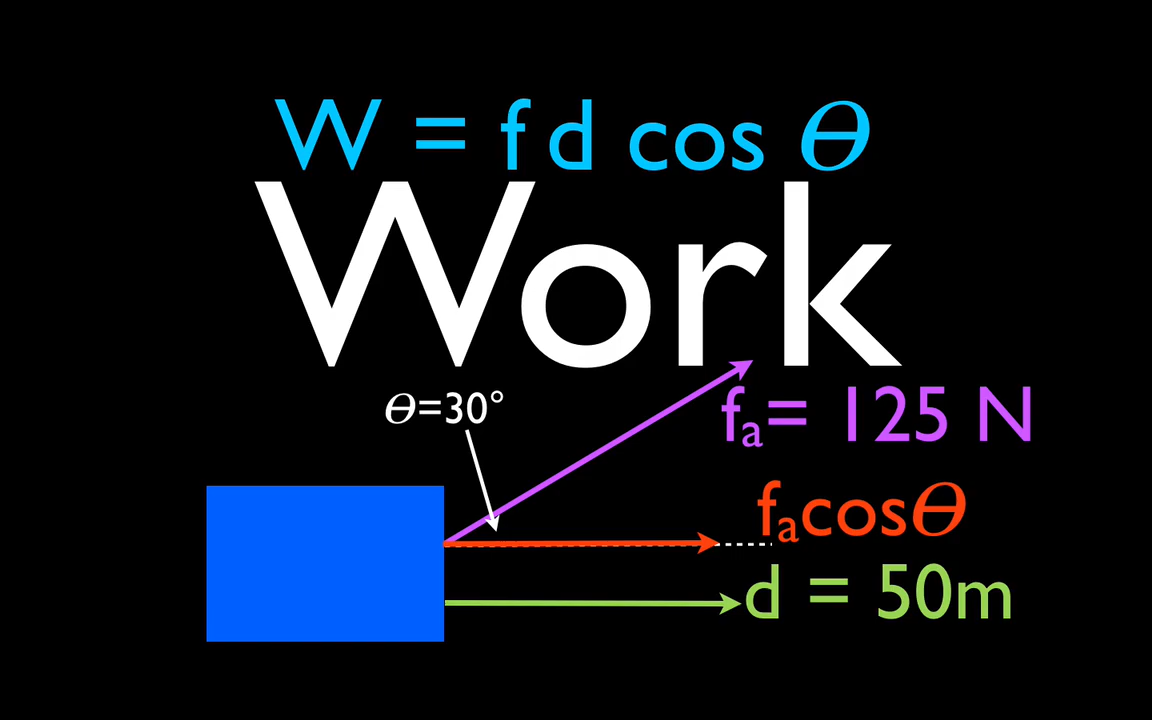 W = f d cos θ
Work
θ=30°
fₐ= 125 N
fₐcosθ
d = 50m